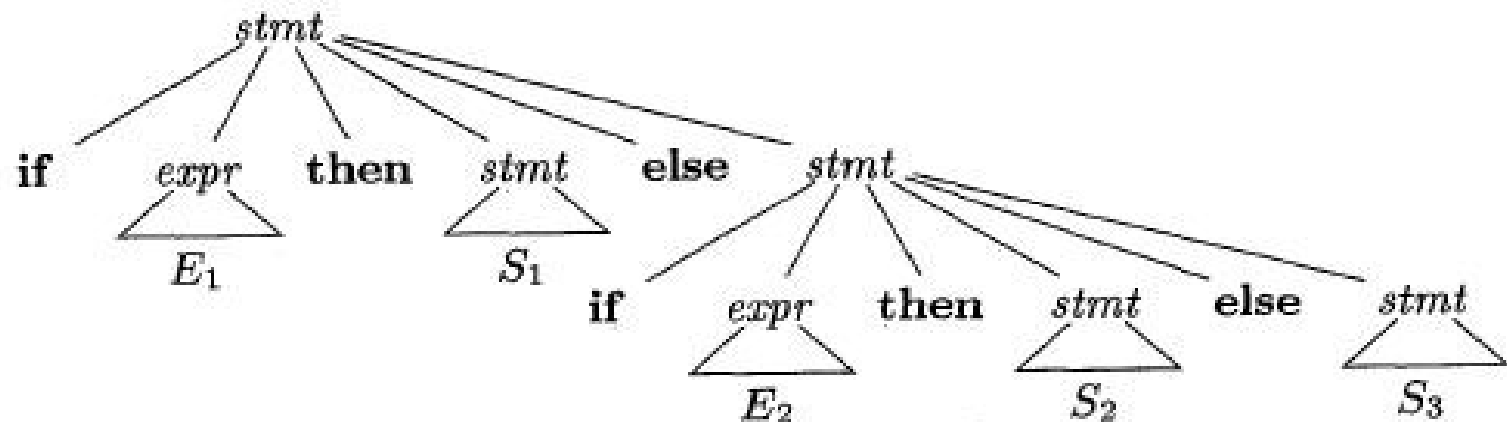 stmt
if expr then stmt else stmt
E₁ S₁
if expr then stmt else stmt
E₂ S₂ S₃